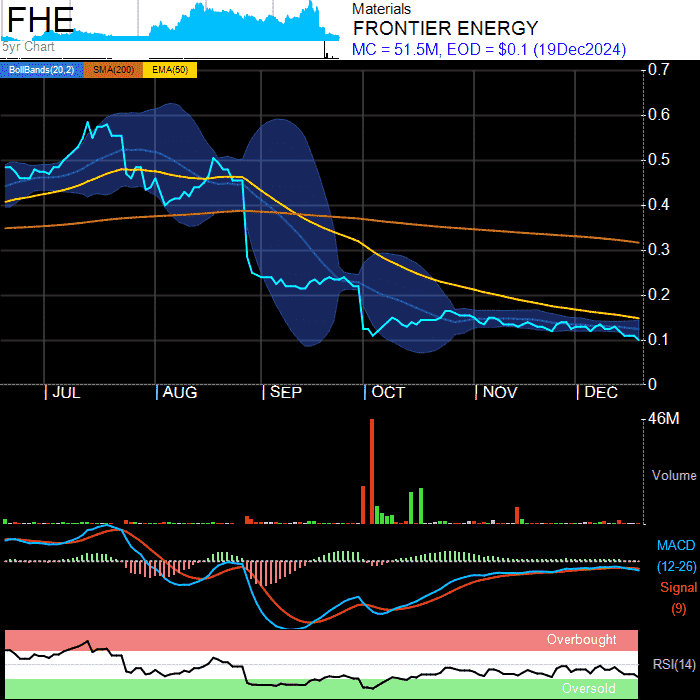 FHE
5yr Chart
Materials
FRONTIER ENERGY
MC = 51.5M, EOD = $0.1 (19Dec2024)
BollBands(20,2) SMA(200) EMA(50)
0.7
0.6
0.5
0.4
0.3
0.2
0.1
0
| JUL | AUG | SEP | OCT | NOV | DEC
46M
Volume
MACD
(12-26)
Signal
(9)
Overbought
RSI(14)
Oversold